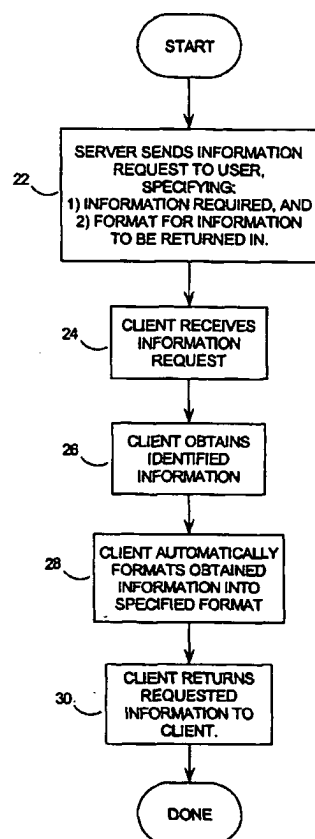 START
22
SERVER SENDS INFORMATION
REQUEST TO USER,
SPECIFYING:
1) INFORMATION REQUIRED, AND
2) FORMAT FOR INFORMATION
TO BE RETURNED IN.
24
CLIENT RECEIVES
INFORMATION
REQUEST
26
CLIENT OBTAINS
IDENTIFIED
INFORMATION
28
CLIENT AUTOMATICALLY
FORMATS OBTAINED
INFORMATION INTO
SPECIFIED FORMAT
30
CLIENT RETURNS
REQUESTED
INFORMATION TO
CLIENT.
DONE